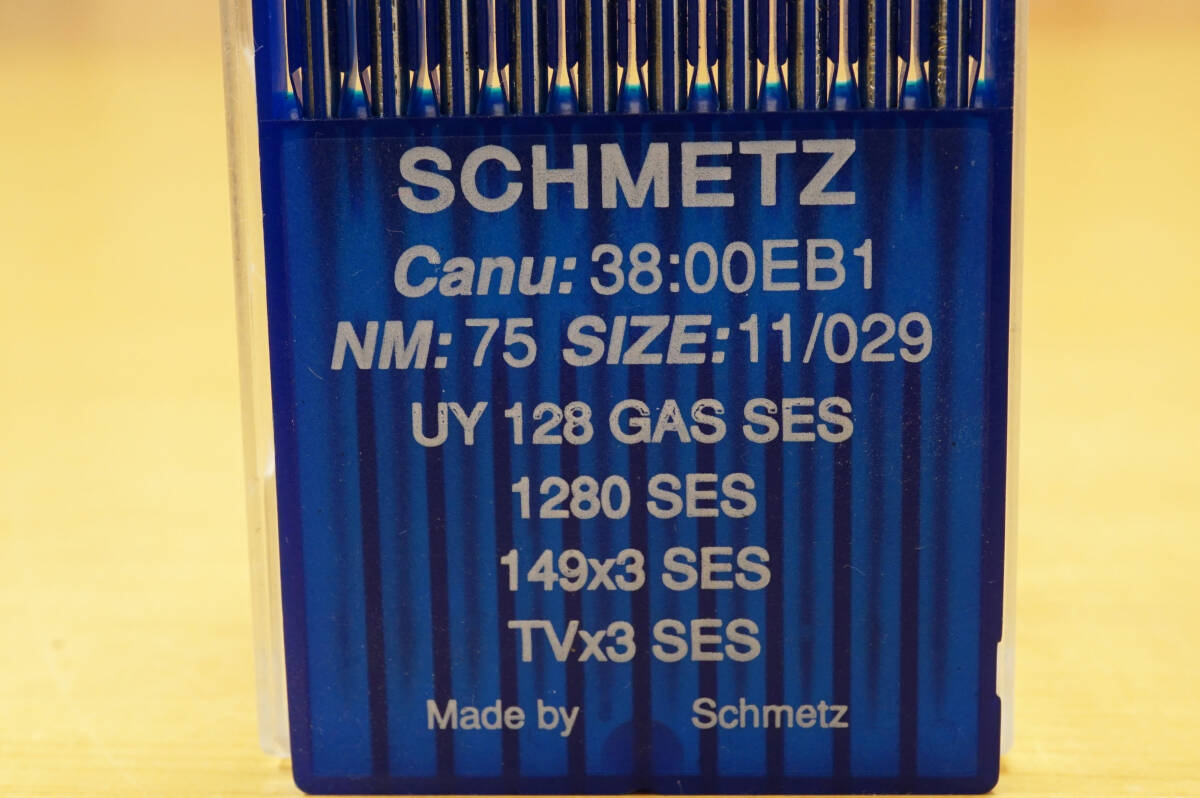 SCHMETZ
Canu: 38:00EB1
NM: 75 SIZE: 11/029
UY 128 GAS SES
1280 SES
149x3 SES
TVx3 SES
Made by Schmetz